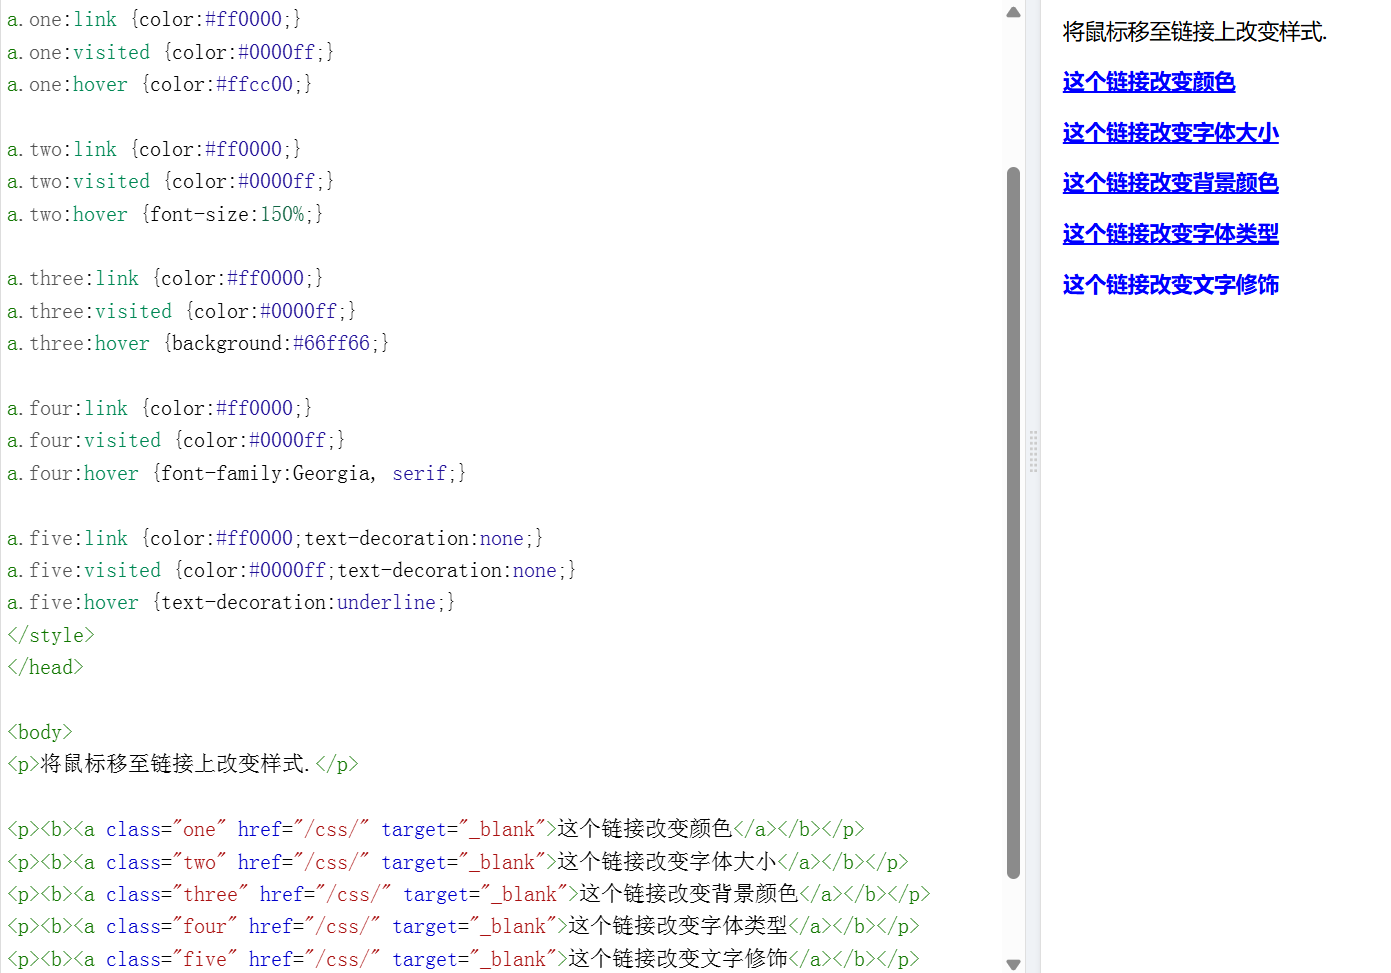 a.one:link {color:#ff0000;}
a.one:visited {color:#0000ff;}
a.one:hover {color:#ffcc00;}

a.two:link {color:#ff0000;}
a.two:visited {color:#0000ff;}
a.two:hover {font-size:150%;}

a.three:link {color:#ff0000;}
a.three:visited {color:#0000ff;}
a.three:hover {background:#66ff66;}

a.four:link {color:#ff0000;}
a.four:visited {color:#0000ff;}
a.four:hover {font-family:Georgia, serif;}

a.five:link {color:#ff0000;text-decoration:none;}
a.five:visited {color:#0000ff;text-decoration:none;}
a.five:hover {text-decoration:underline;}
</style>
</head>

<body>
<p>将鼠标移至链接上改变样式.</p>

<p><b><a class="one" href="/css/" target="_blank">这个链接改变颜色</a></b></p>
<p><b><a class="two" href="/css/" target="_blank">这个链接改变字体大小</a></b></p>
<p><b><a class="three" href="/css/" target="_blank">这个链接改变背景颜色</a></b></p>
<p><b><a class="four" href="/css/" target="_blank">这个链接改变字体类型</a></b></p>
<p><b><a class="five" href="/css/" target="_blank">这个链接改变文字修饰</a></b></p>
将鼠标移至链接上改变样式.
这个链接改变颜色
这个链接改变字体大小
这个链接改变背景颜色
这个链接改变字体类型
这个链接改变文字修饰